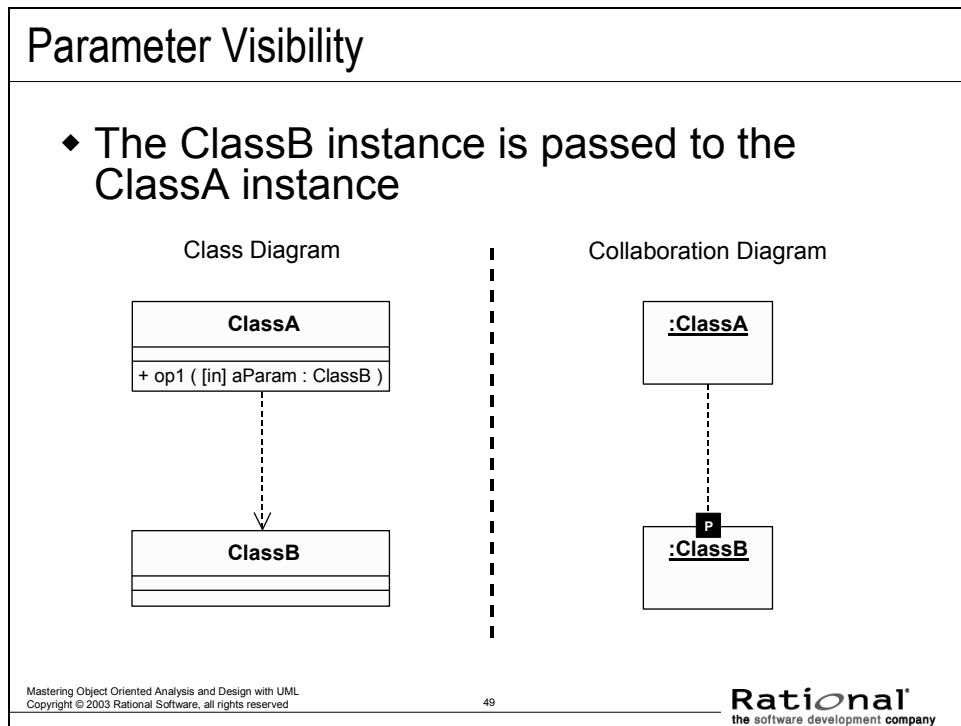 Parameter Visibility
◆ The ClassB instance is passed to the
ClassA instance
Class Diagram
ClassA
+ op1 ( [in] aParam : ClassB )
ClassB
Collaboration Diagram
:ClassA
P
:ClassB
Mastering Object Oriented Analysis and Design with UML
Copyright © 2003 Rational Software, all rights reserved
49
Rational
the software development company